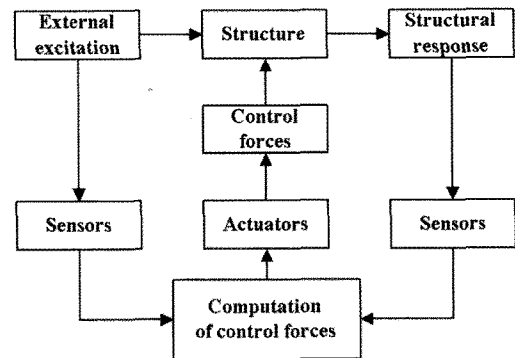 External
excitation
Structure
Structural
response
Control
forces
Sensors
Actuators
Sensors
Computation
of control forces